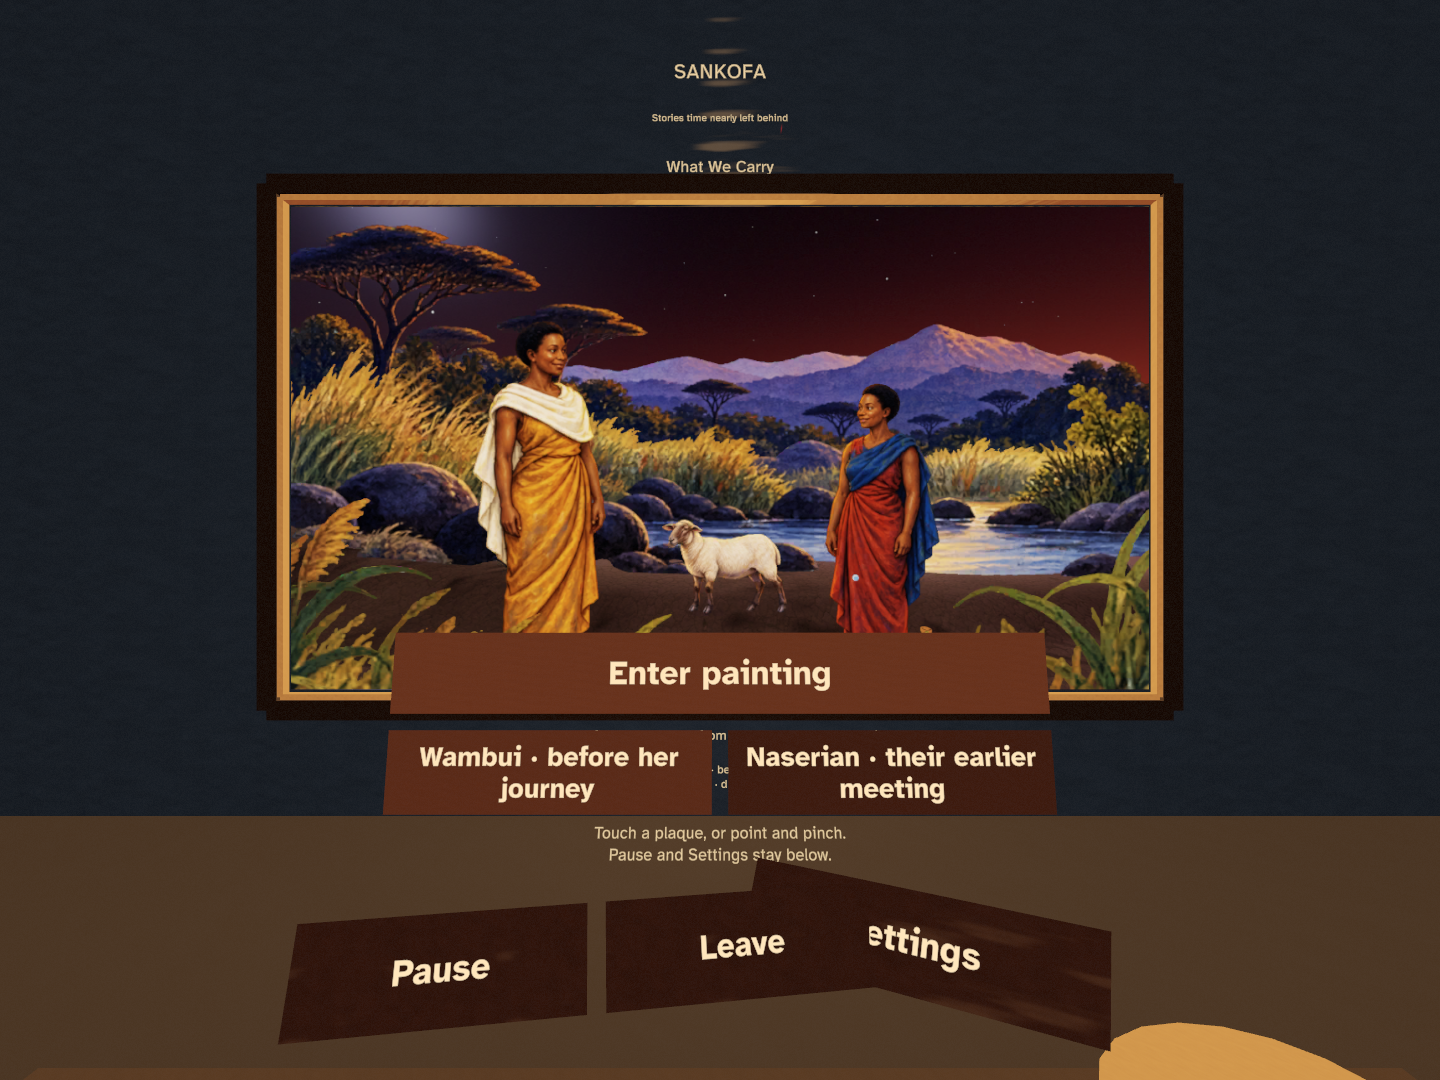 SANKOFA
Stories time nearly left behind
What We Carry
Enter painting
Wambui · before her
journey
Naserian · their earlier
meeting
Touch a plaque, or point and pinch.
Pause and Settings stay below.
Pause
Leave
ettings